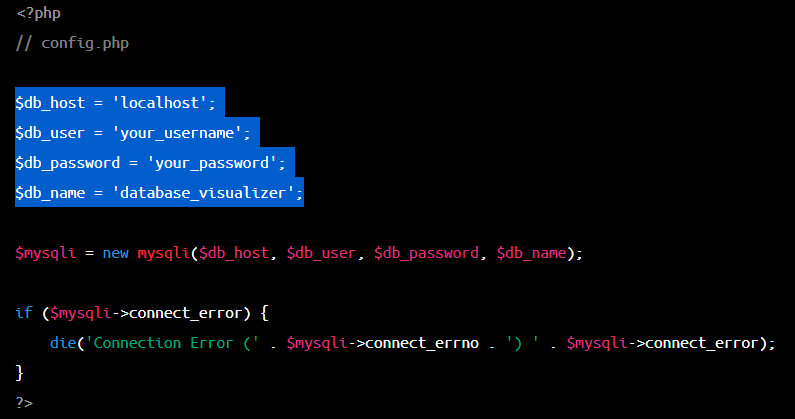 <?php
// config.php
$db_host = 'localhost';
$db_user = 'your_username';
$db_password = 'your_password';
$db_name = 'database_visualizer';
$mysqli = new mysqli($db_host, $db_user, $db_password, $db_name);
if ($mysqli->connect_error) {
    die('Connection Error (' . $mysqli->connect_errno . ') ' . $mysqli->connect_error);
}
?>